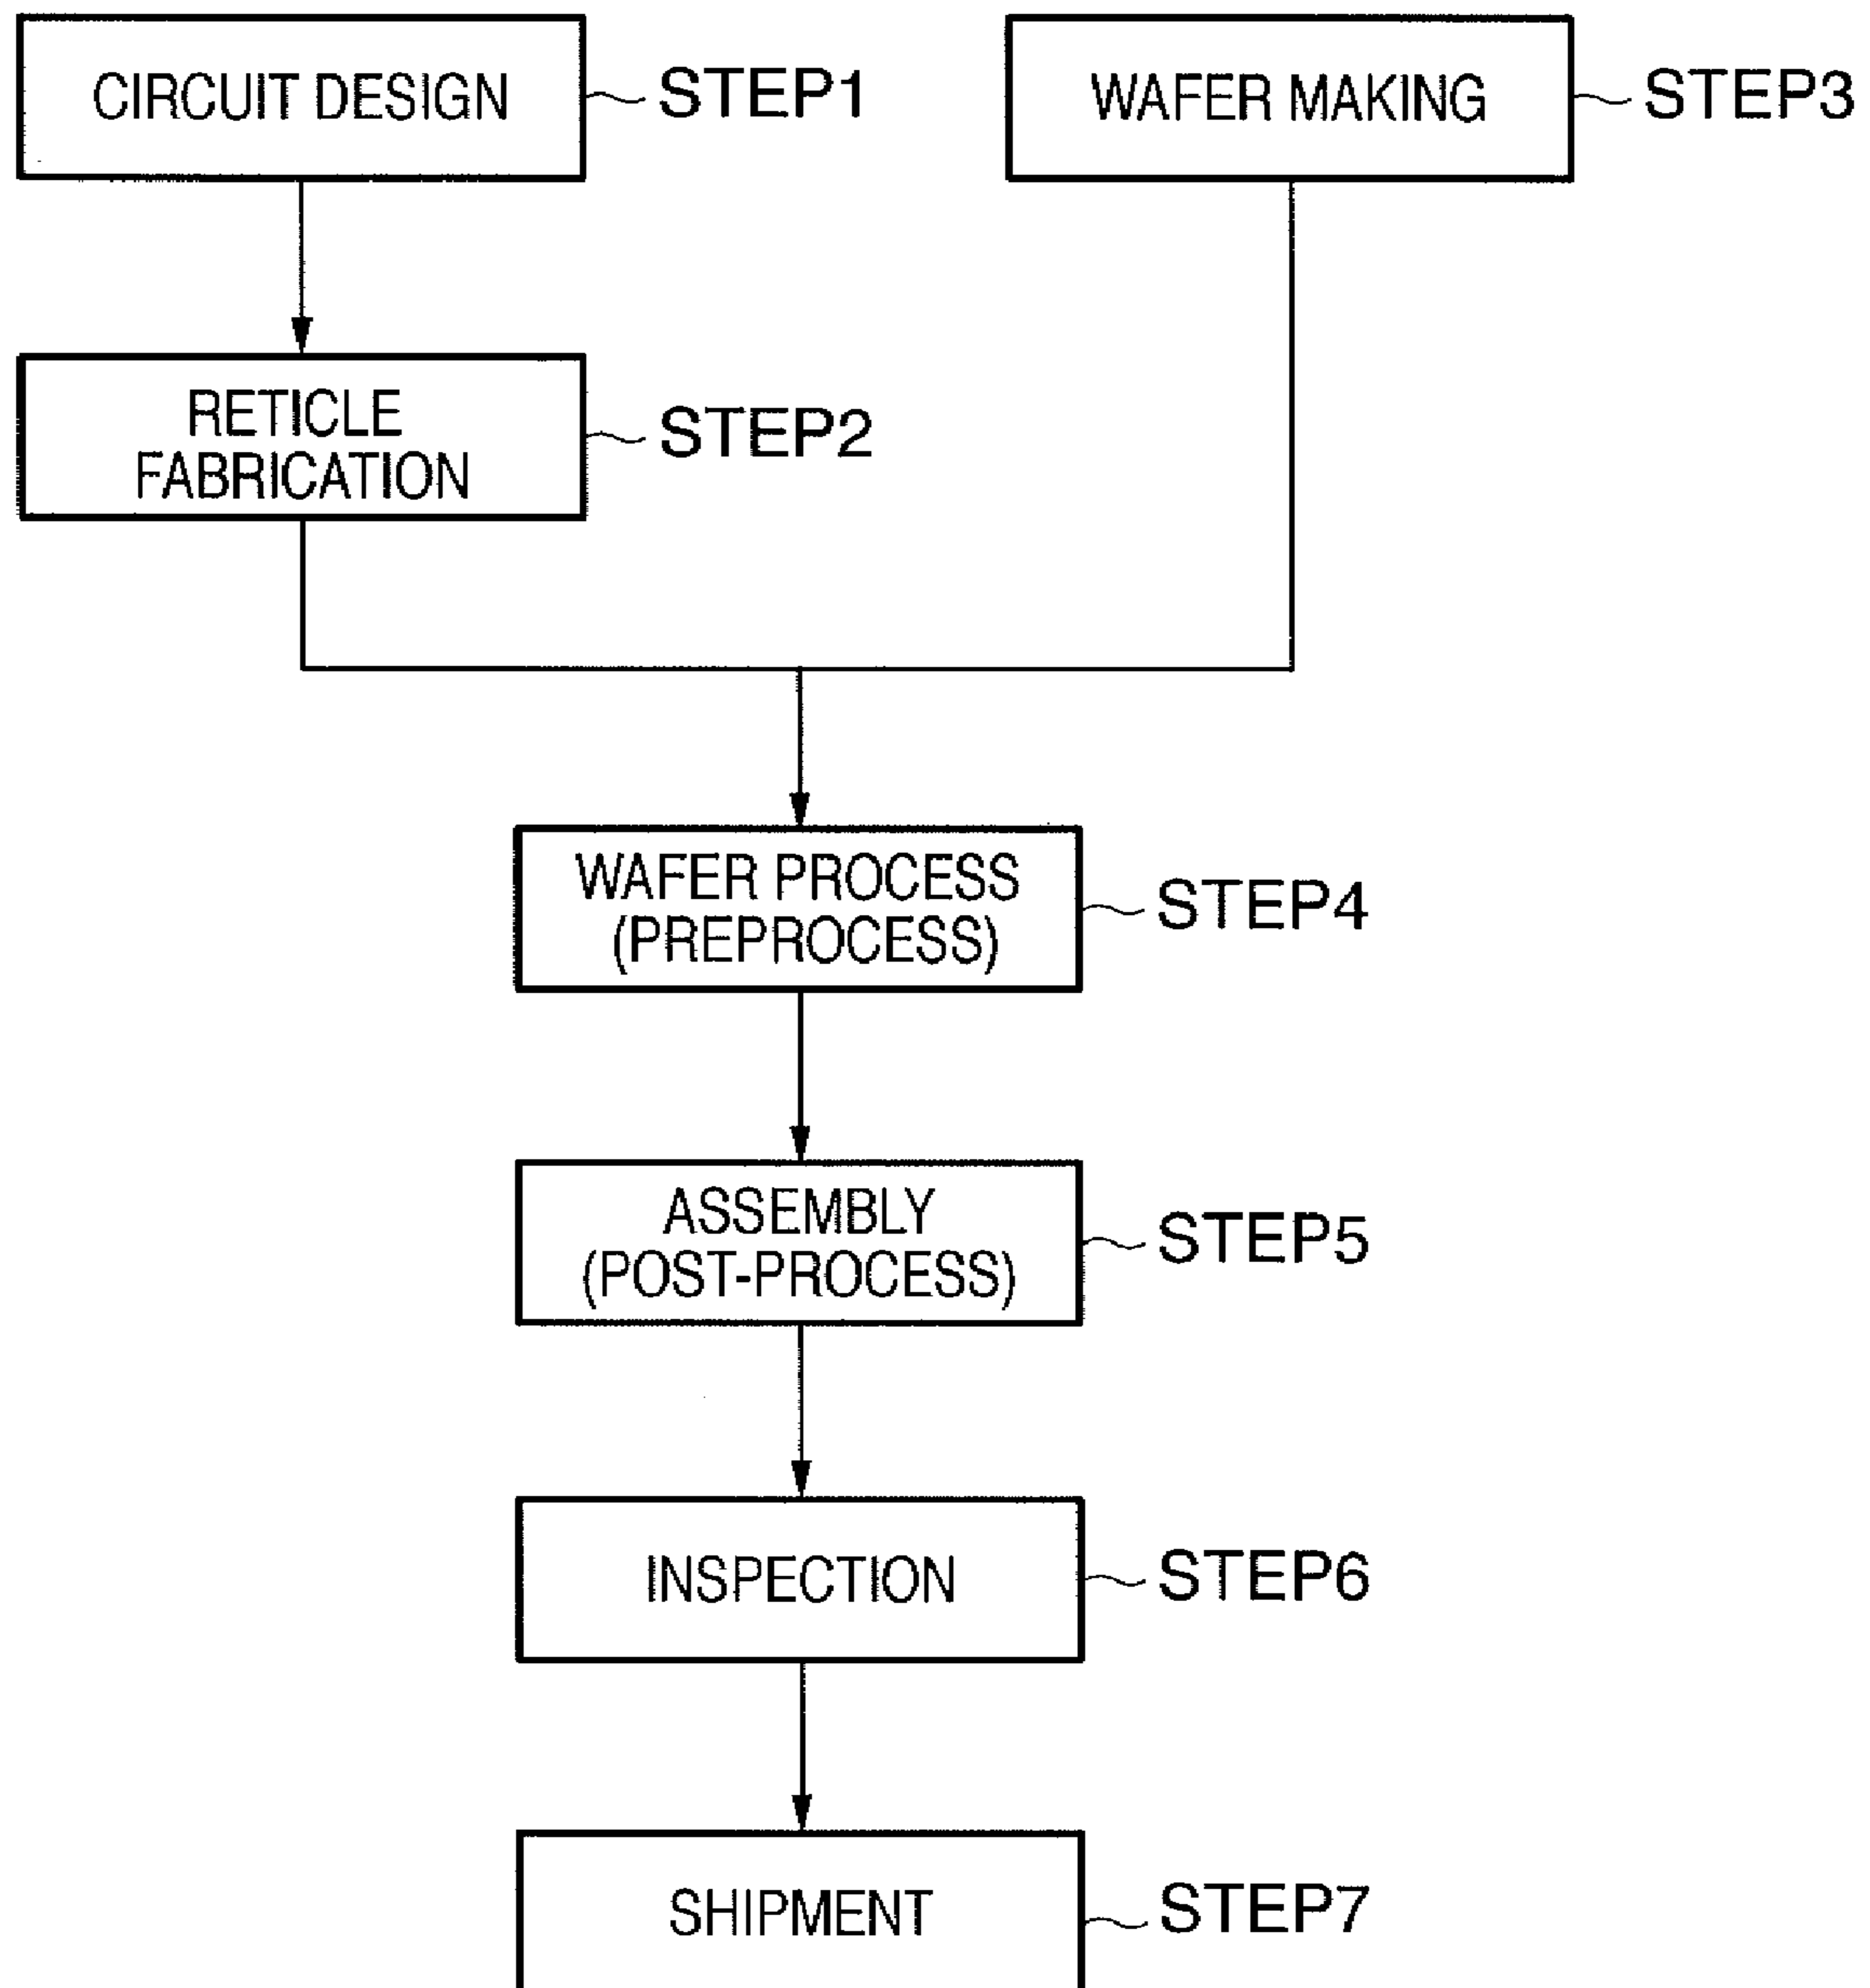 CIRCUIT DESIGN
STEP1
WAFER MAKING
STEP3
RETICLE
FABRICATION
STEP2
WAFER PROCESS
(PREPROCESS)
STEP4
ASSEMBLY
(POST-PROCESS)
STEP5
INSPECTION
STEP6
SHIPMENT
STEP7